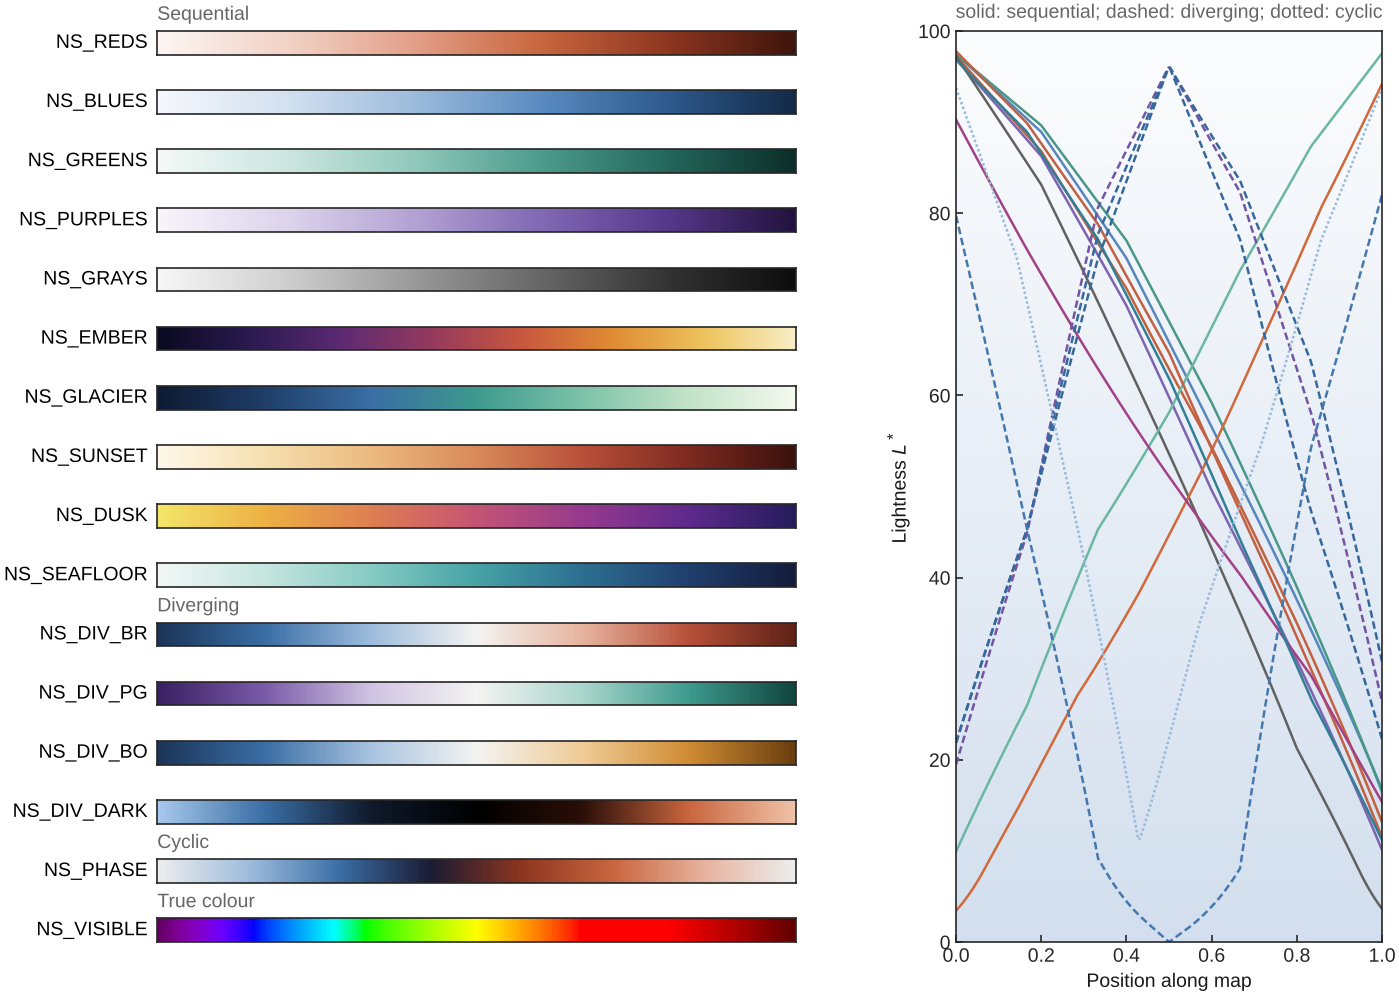 Sequential
NS_REDS
NS_BLUES
NS_GREENS
NS_PURPLES
NS_GRAYS
NS_EMBER
NS_GLACIER
NS_SUNSET
NS_DUSK
NS_SEAFLOOR
Diverging
NS_DIV_BR
NS_DIV_PG
NS_DIV_BO
NS_DIV_DARK
Cyclic
NS_PHASE
True colour
NS_VISIBLE
solid: sequential; dashed: diverging; dotted: cyclic
100
80
60
40
20
0
Lightness L*
0.0 0.2 0.4 0.6 0.8 1.0
Position along map